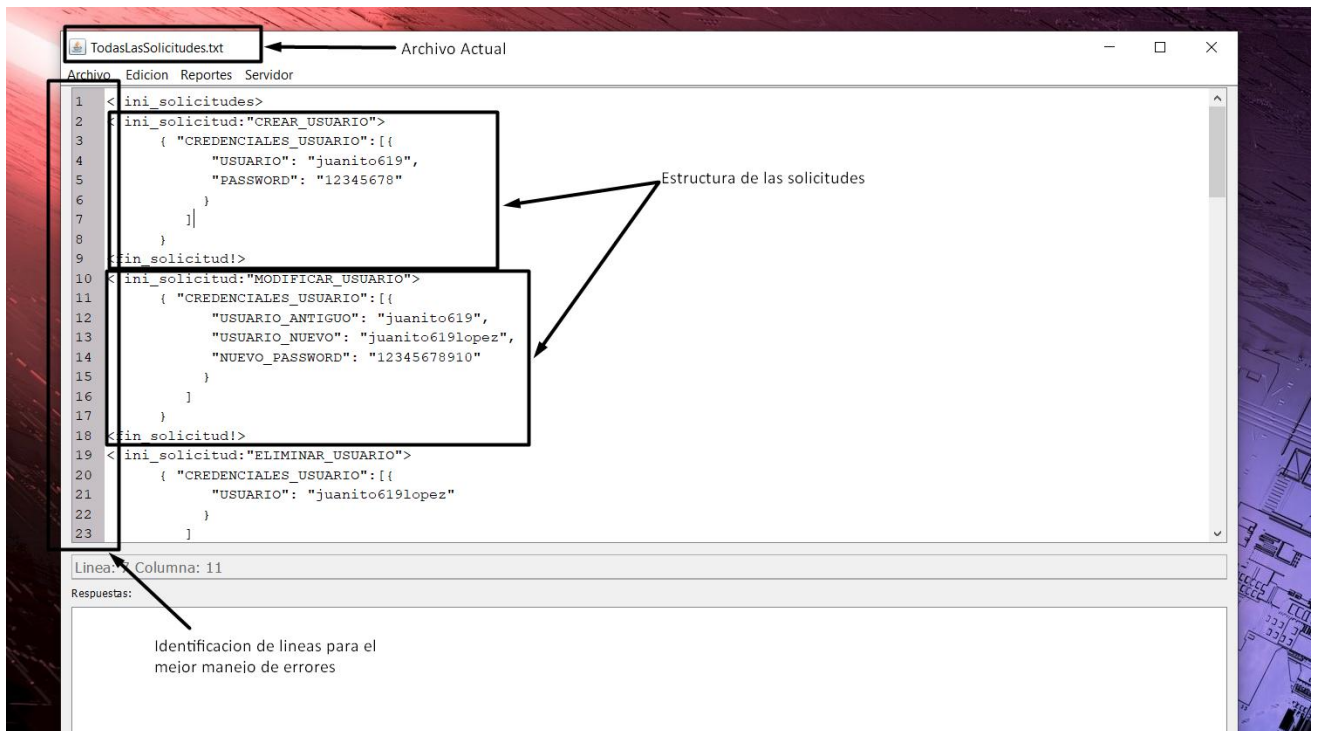 TodasLasSolicitudes.txt
Archivo Actual
Archivo Edicion Reportes Servidor
1 < ini_solicitudes>
2 < ini_solicitud:"CREAR_USUARIO">
3 { "CREDENCIALES_USUARIO":[{
4 "USUARIO": "juanito619",
5 "PASSWORD": "12345678"
6 }
7 ]
8 }
9 <fin_solicitud!>
10 < ini_solicitud:"MODIFICAR_USUARIO">
11 { "CREDENCIALES_USUARIO":[{
12 "USUARIO_ANTIGUO": "juanito619",
13 "USUARIO_NUEVO": "juanito619lopez",
14 "NUEVO_PASSWORD": "12345678910"
15 }
16 ]
17 }
18 <fin_solicitud!>
19 < ini_solicitud:"ELIMINAR_USUARIO">
20 { "CREDENCIALES_USUARIO":[{
21 "USUARIO": "juanito619lopez"
22 }
23 ]
Estructura de las solicitudes
Linea: 7 Columna: 11
Respuestas:
Identificacion de lineas para el
mejor manejo de errores